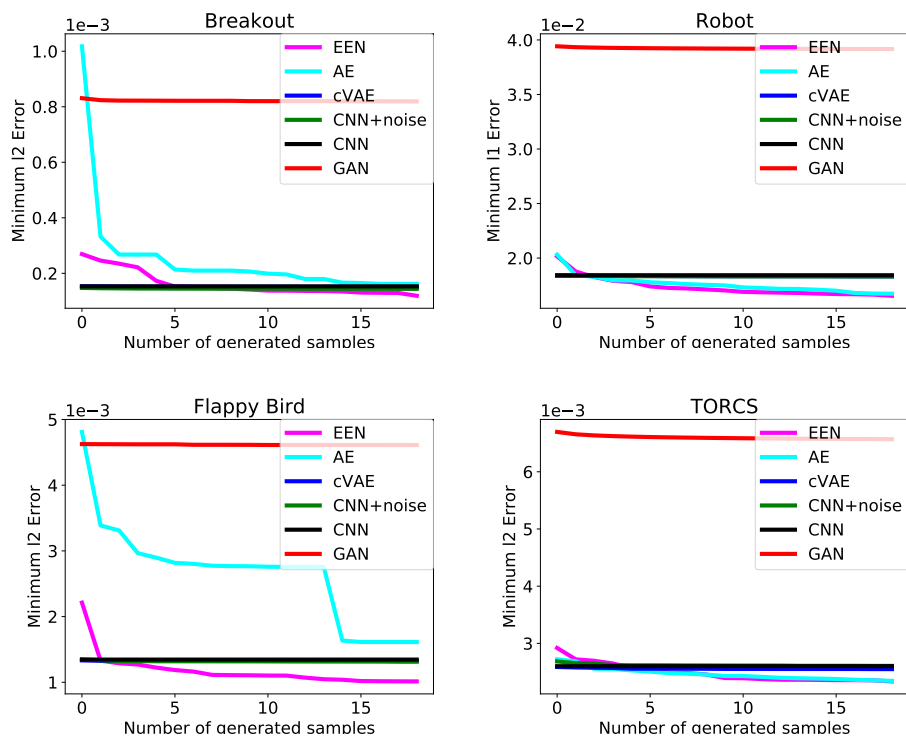 Breakout
1e−3
Minimum l2 Error
1.0
0.8
0.6
0.4
0.2
0
5
10
15
Number of generated samples
EEN
AE
cVAE
CNN+noise
CNN
GAN
Robot
1e−2
Minimum l1 Error
4.0
3.5
3.0
2.5
2.0
0
5
10
15
Number of generated samples
EEN
AE
cVAE
CNN+noise
CNN
GAN
Flappy Bird
1e−3
Minimum l2 Error
5
4
3
2
1
0
5
10
15
Number of generated samples
EEN
AE
cVAE
CNN+noise
CNN
GAN
TORCS
1e−3
Minimum l2 Error
6
5
4
3
0
5
10
15
Number of generated samples
EEN
AE
cVAE
CNN+noise
CNN
GAN